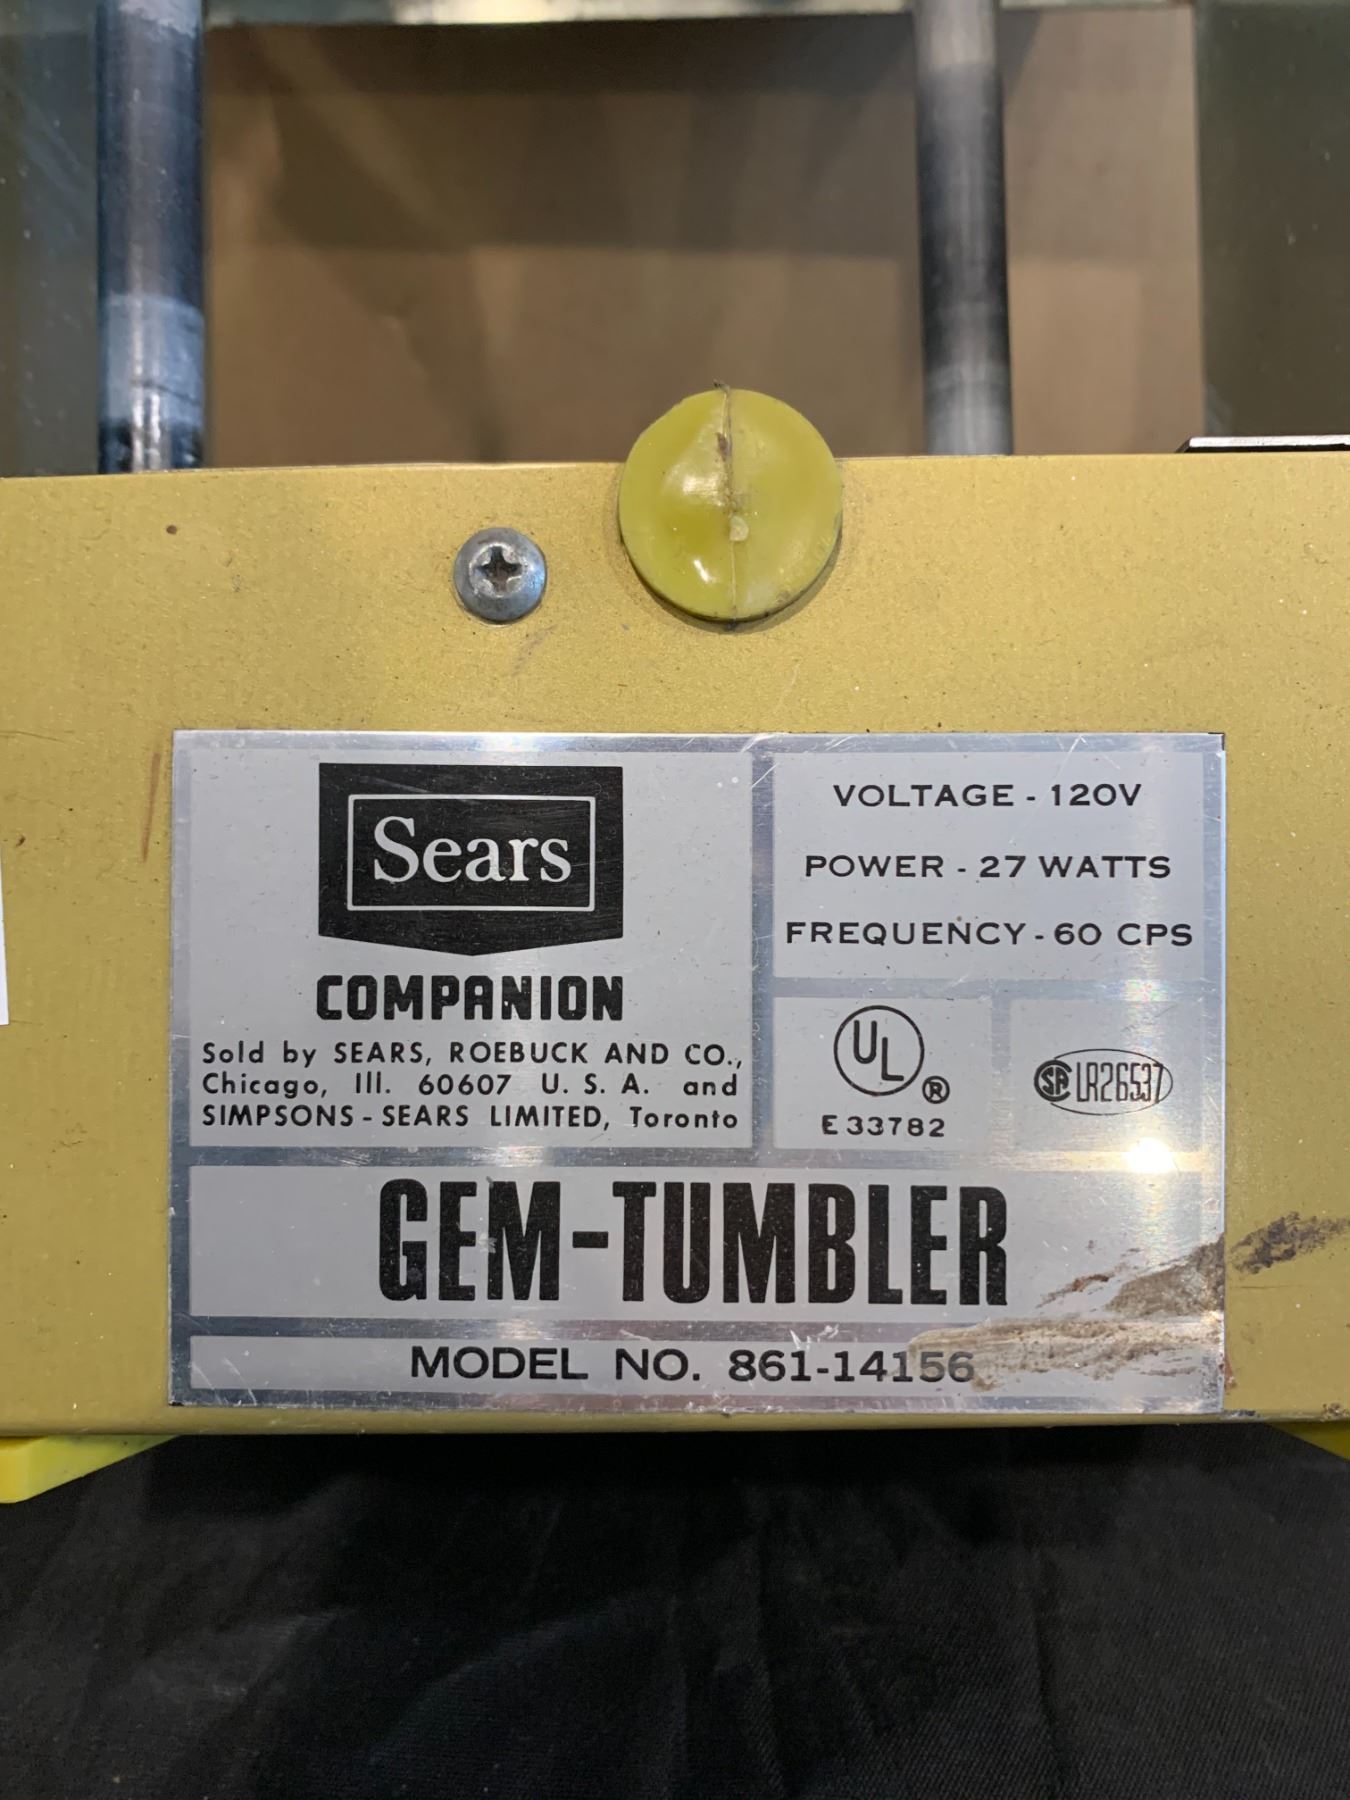 Sears
COMPANION
Sold by SEARS, ROEBUCK AND CO.,
Chicago, Ill. 60607 U. S. A. and
SIMPSONS-SEARS LIMITED, Toronto
VOLTAGE - 120V
POWER - 27 WATTS
FREQUENCY - 60 CPS
UL ®
E 33782
SA LR26537
GEM-TUMBLER
MODEL NO. 861-14156